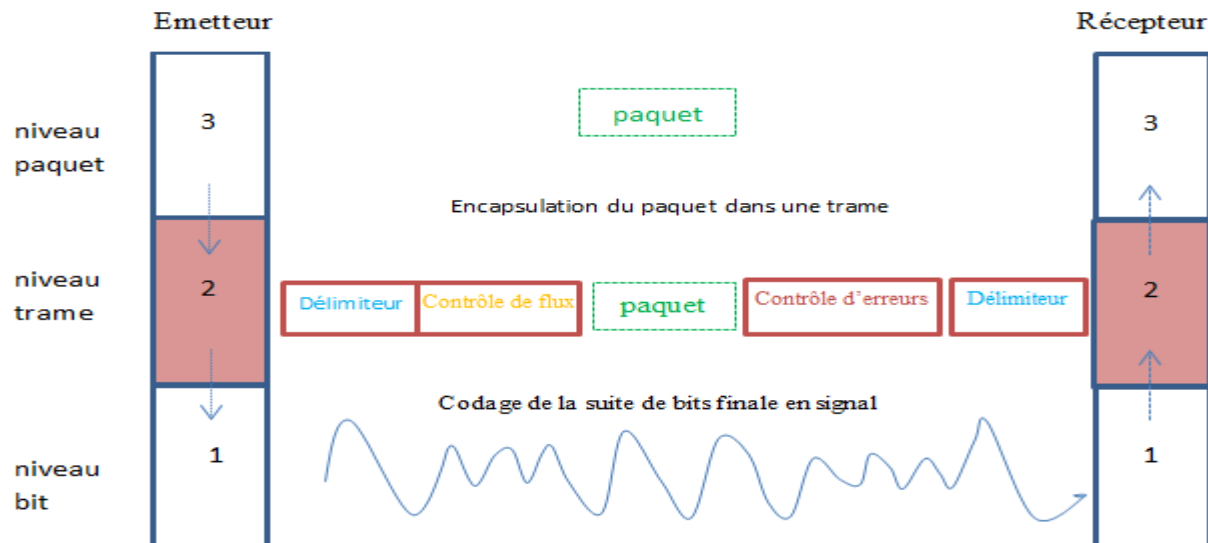 Emetteur
Récepteur
niveau
paquet
3
paquet
3
Encapsulation du paquet dans une trame
niveau
trame
2
Délimiteur
Contrôle de flux
paquet
Contrôle d'erreurs
Délimiteur
2
Codage de la suite de bits finale en signal
niveau
bit
1
1